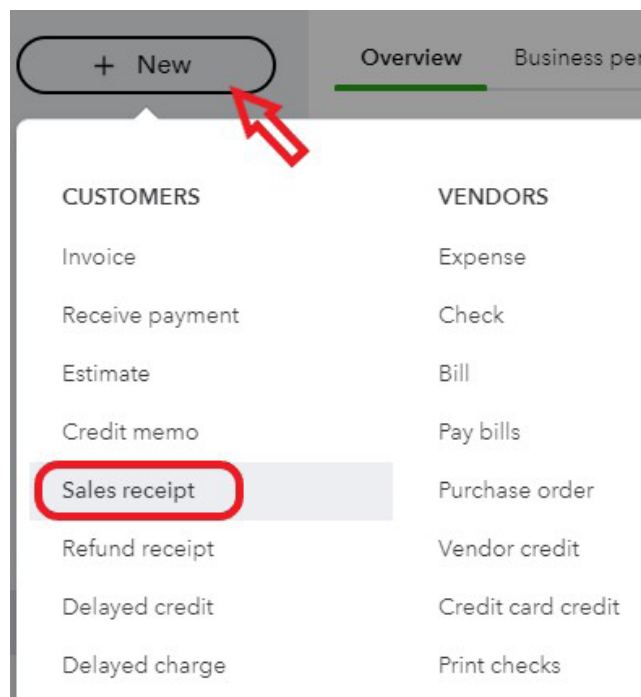 + New
Overview
Business per
CUSTOMERS
Invoice
Receive payment
Estimate
Credit memo
Sales receipt
Refund receipt
Delayed credit
Delayed charge
VENDORS
Expense
Check
Bill
Pay bills
Purchase order
Vendor credit
Credit card credit
Print checks